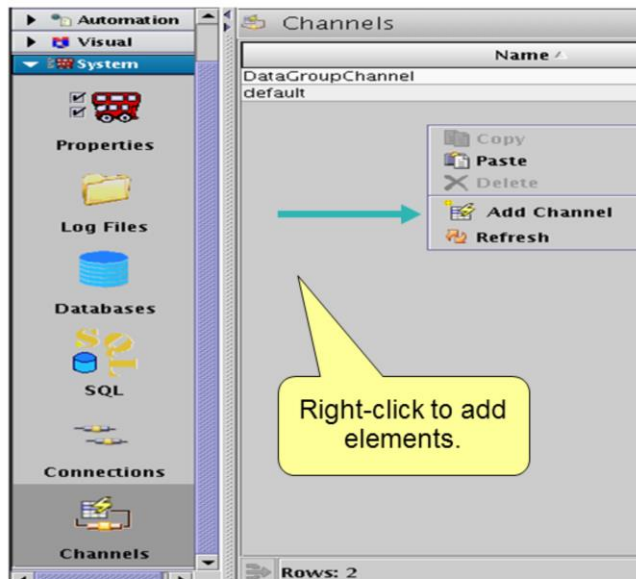 Automation
Visual
System
Properties
Log Files
Databases
SQL
SQL
Connections
Channels
Channels
Name
DataGroupChannel
default
Copy
Paste
Delete
Add Channel
Refresh
Right-click to add
elements.
Rows: 2